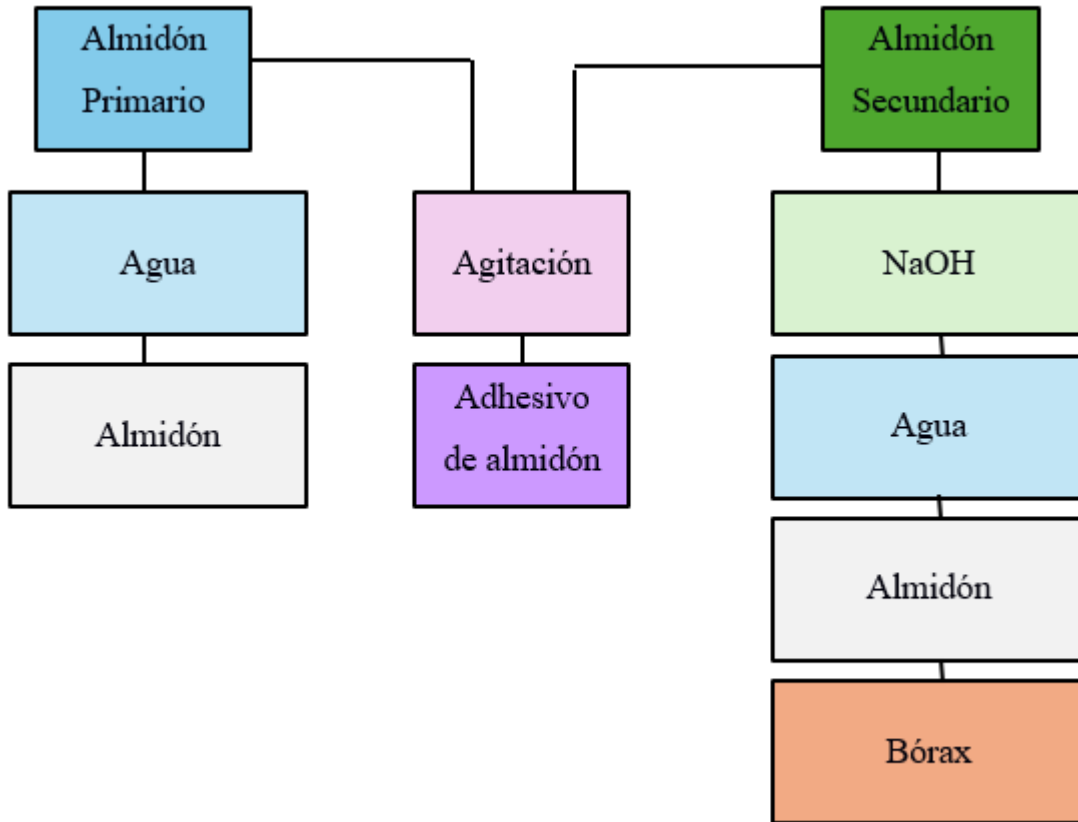 Almidón
Primario
Agua
Almidón
Agitación
Adhesivo
de almidón
Almidón
Secundario
NaOH
Agua
Almidón
Bórax